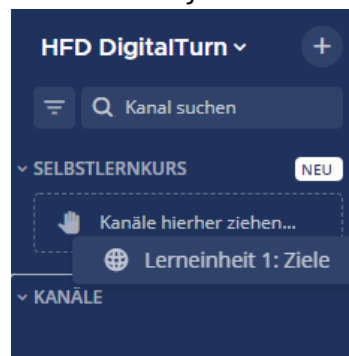 HFD DigitalTurn
Kanal suchen
SELBSTLERNKURS NEU
Kanäle hierher ziehen...
Lerneinheit 1: Ziele
KANÄLE